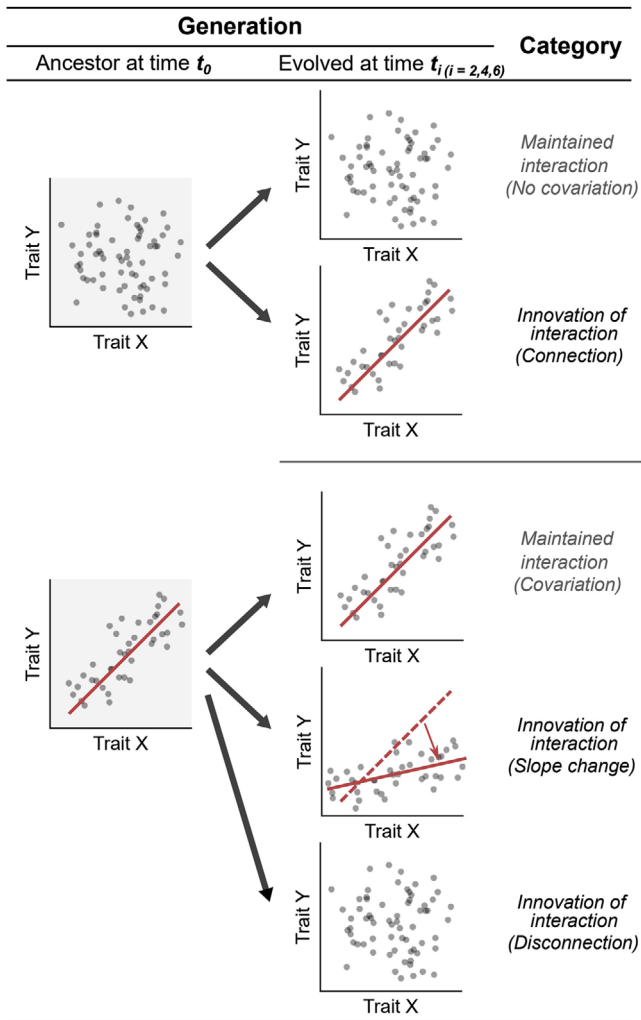 Generation
Category
Ancestor at time t0
Evolved at time ti (i = 2,4,6)
Trait Y
Trait X
Trait Y
Trait X
Maintained
interaction
(No covariation)
Trait Y
Trait X
Innovation of
interaction
(Connection)
Trait Y
Trait X
Trait Y
Trait X
Maintained
interaction
(Covariation)
Trait Y
Trait X
Innovation of
interaction
(Slope change)
Trait Y
Trait X
Innovation of
interaction
(Disconnection)